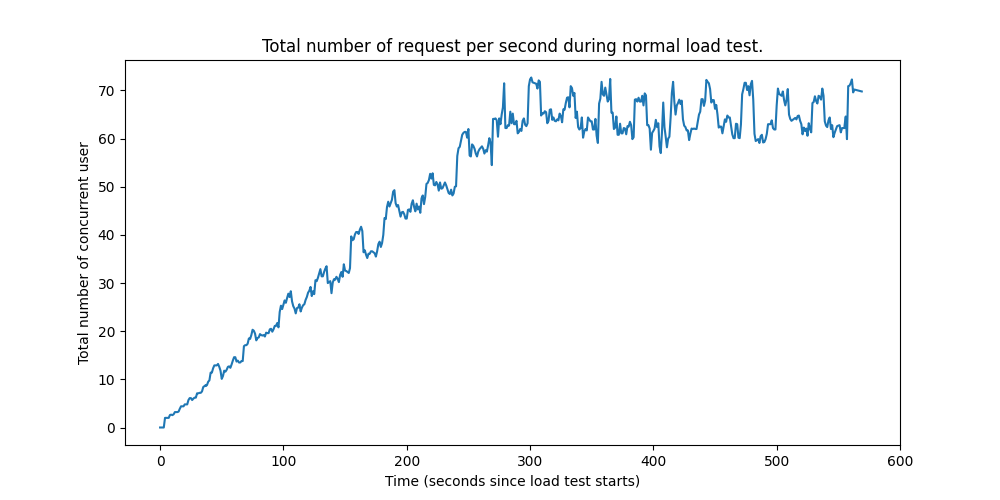 Total number of request per second during normal load test.
Total number of concurrent user
70
60
50
40
30
20
10
0
0 100 200 300 400 500 600
Time (seconds since load test starts)